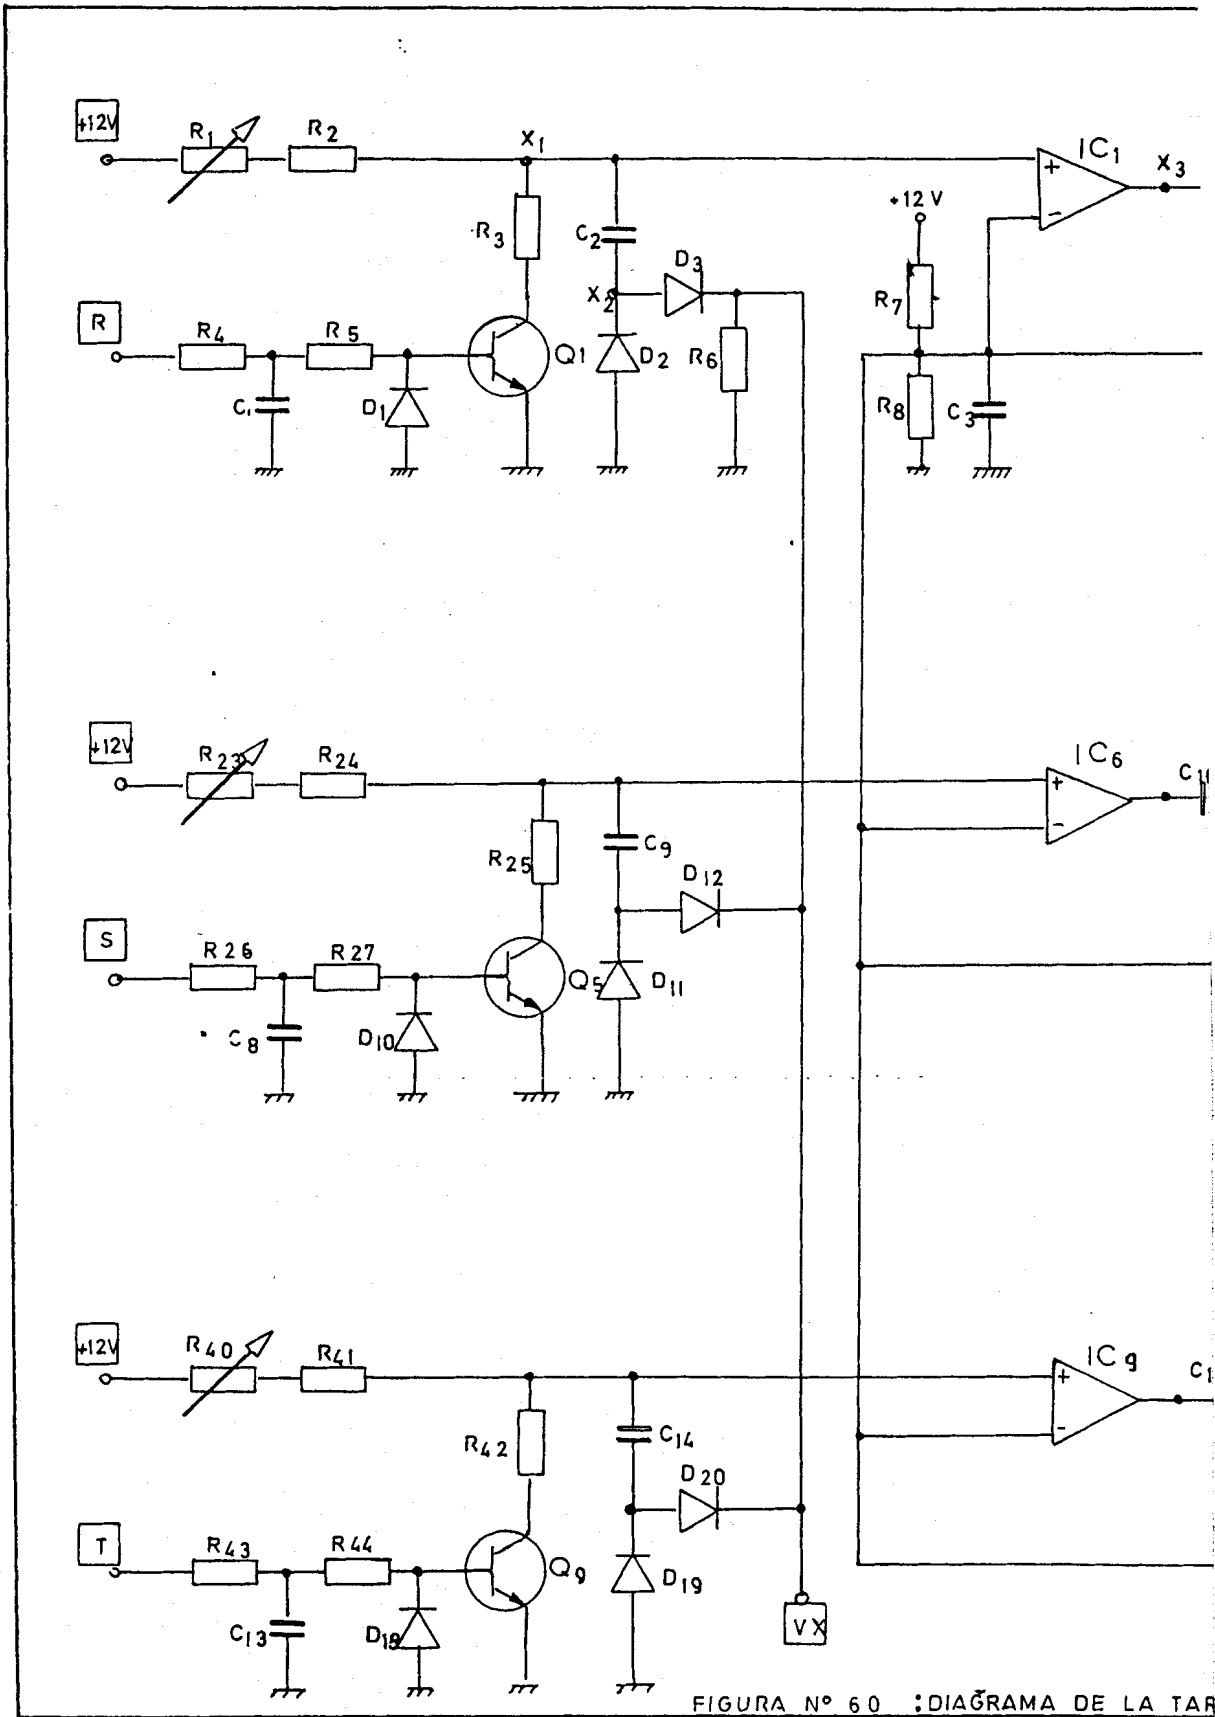 +12V
R1
R2
X1
IC1
X3
+
-
+12 V
R3
C2
D3
X2
R7
R
R4
R5
Q1
D2
R6
C1
D1
R8
C3
+12V
R23
R24
IC6
C11
+
-
R25
C9
D12
S
R26
R27
Q5
D11
C8
D10
+12V
R40
R41
IC9
+
-
R42
C14
D20
T
R43
R44
Q9
D19
C13
D18
VX
FIGURA Nº 60 : DIAGRAMA DE LA TAR